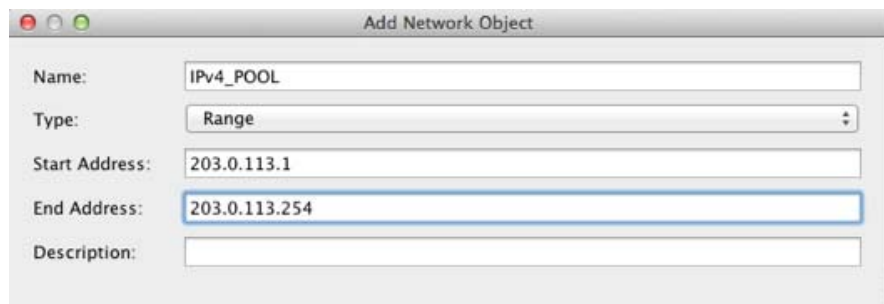 Add Network Object
Name: IPv4_POOL
Type: Range
Start Address: 203.0.113.1
End Address: 203.0.113.254
Description: